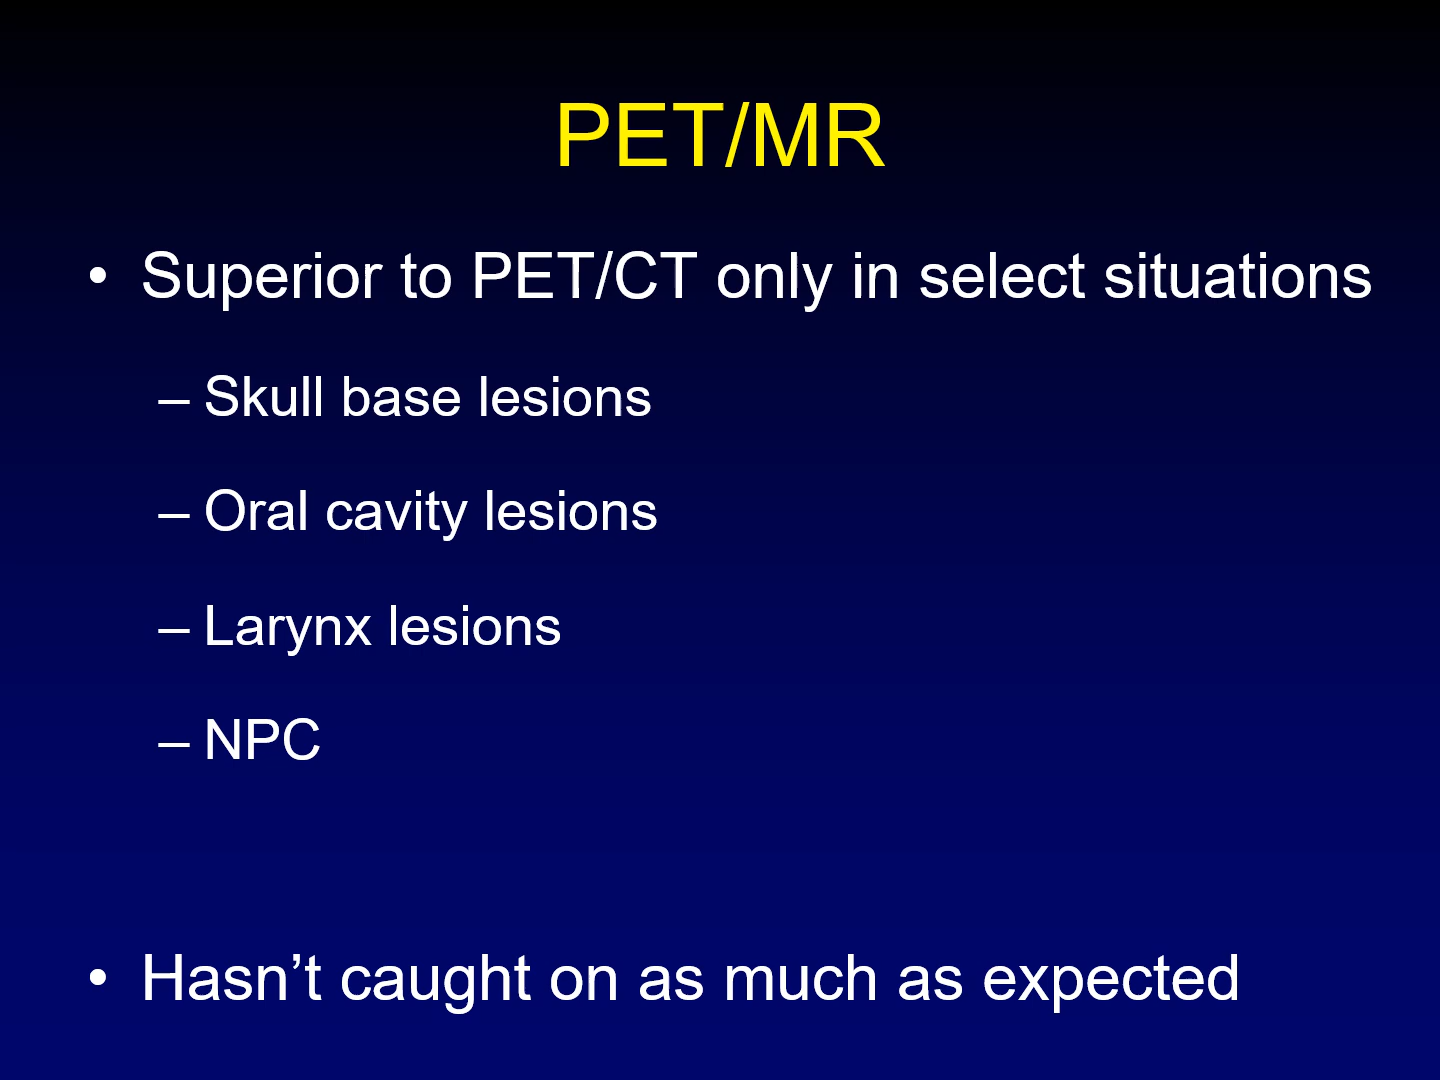 PET/MR
• Superior to PET/CT only in select situations
– Skull base lesions
– Oral cavity lesions
– Larynx lesions
– NPC
• Hasn’t caught on as much as expected